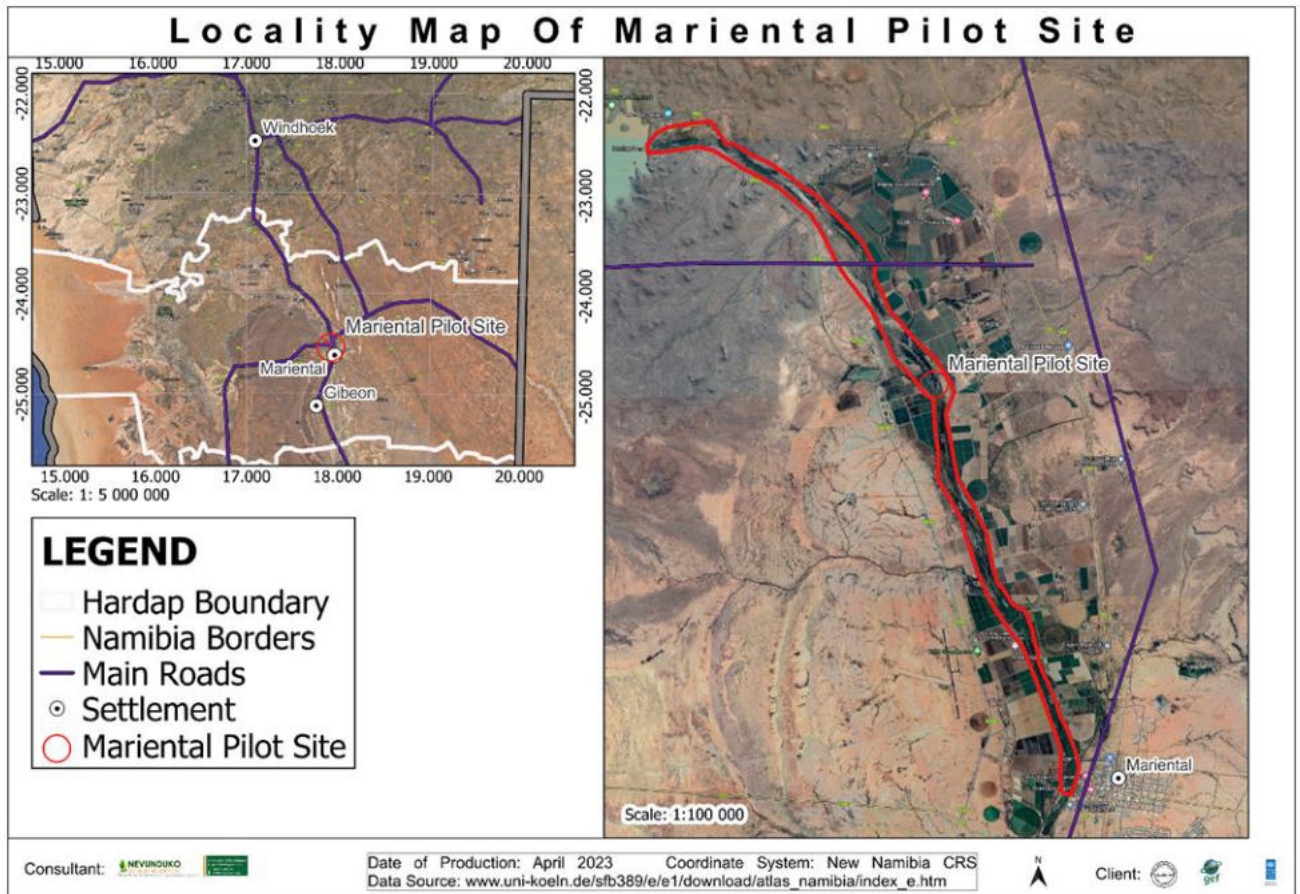 Locality Map Of Mariental Pilot Site
15.000 16.000 17.000 18.000 19.000 20.000
-22.000 -22.000
Windhoek
-23.000 -23.000
-24.000 -24.000
Mariental Pilot Site
Mariental
-25.000 -25.000
Gibeon
15.000 16.000 17.000 18.000 19.000 20.000
Scale: 1: 5 000 000
LEGEND
Hardap Boundary
Namibia Borders
Main Roads
Settlement
Mariental Pilot Site
Mariental Pilot Site
Mariental
Scale: 1:100 000
Consultant: NEVUNDUKO
Date of Production: April 2023 Coordinate System: New Namibia CRS
Data Source: www.uni-koeln.de/sfb389/e/e1/download/atlas_namibia/index_e.htm
N
Client: gef